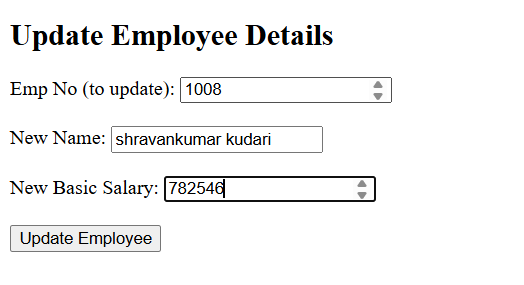 Update Employee Details
Emp No (to update): 1008
New Name: shravankumar kudari
New Basic Salary: 782546
Update Employee